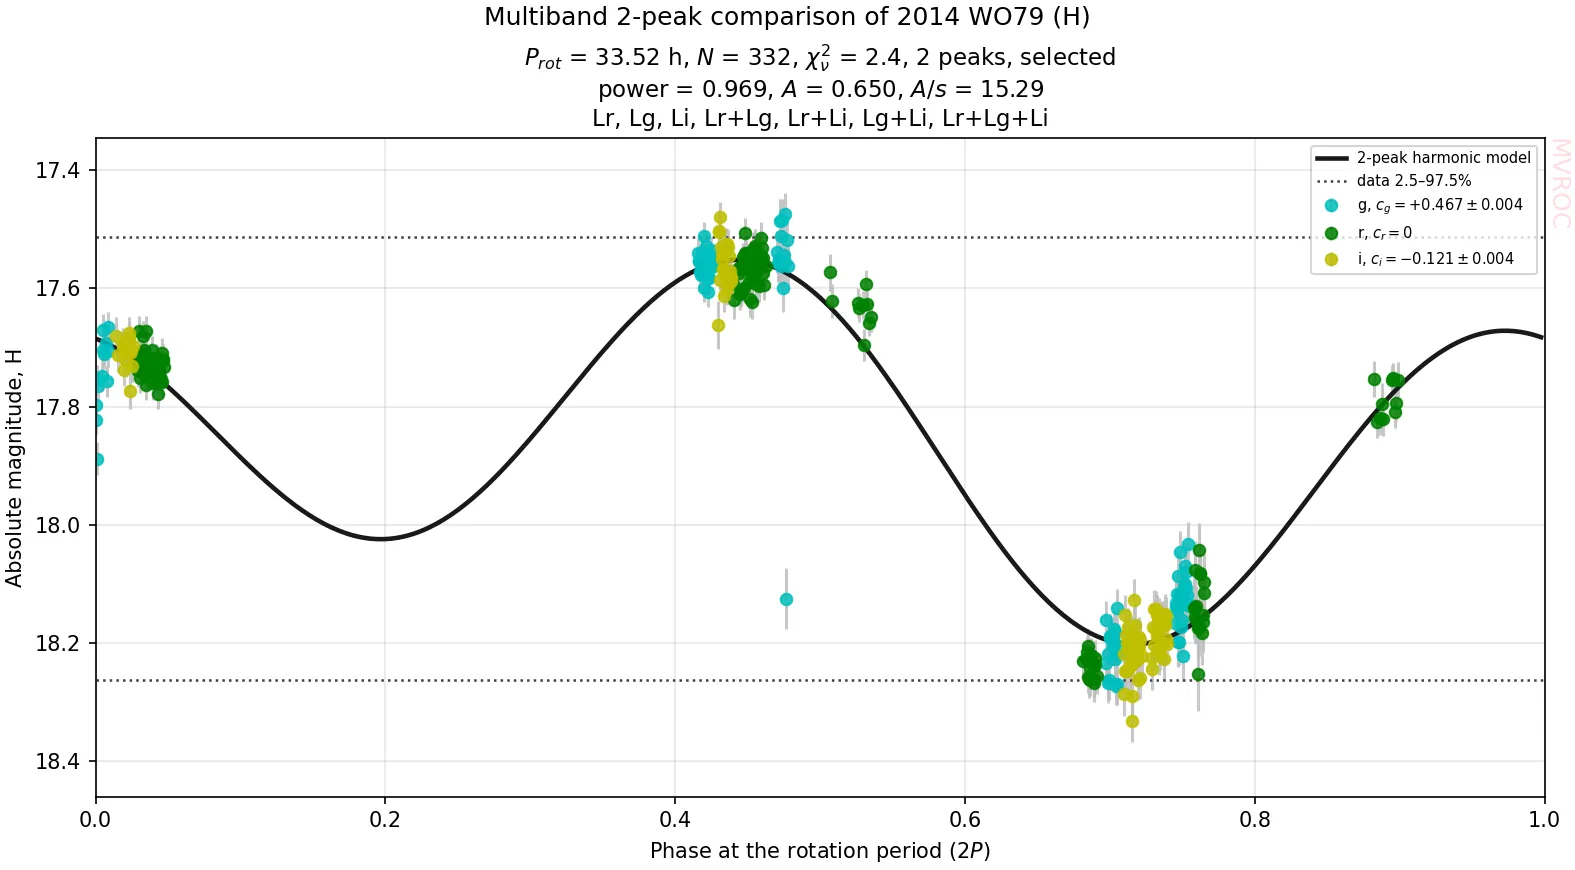 Multiband 2-peak comparison of 2014 WO79 (H)
P_rot = 33.52 h, N = 332, χ²_ν = 2.4, 2 peaks, selected
power = 0.969, A = 0.650, A/s = 15.29
Lr, Lg, Li, Lr+Lg, Lr+Li, Lg+Li, Lr+Lg+Li
MVROC
2-peak harmonic model
data 2.5–97.5%
g, c_g = +0.467 ± 0.004
r, c_r = 0
i, c_i = −0.121 ± 0.004
Absolute magnitude, H
17.4
17.6
17.8
18.0
18.2
18.4
0.0 0.2 0.4 0.6 0.8 1.0
Phase at the rotation period (2P)